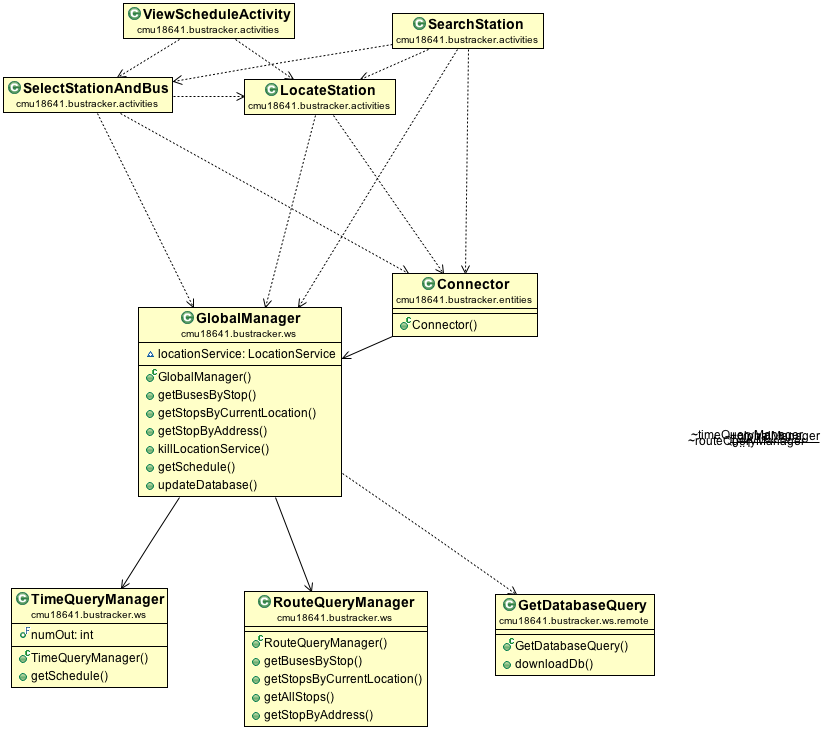 ViewScheduleActivity
cmu18641.bustracker.activities
SearchStation
cmu18641.bustracker.activities
SelectStationAndBus
cmu18641.bustracker.activities
LocateStation
cmu18641.bustracker.activities
Connector
cmu18641.bustracker.entities
Connector()
GlobalManager
cmu18641.bustracker.ws
locationService: LocationService
GlobalManager()
getBusesByStop()
getStopsByCurrentLocation()
getStopByAddress()
killLocationService()
getSchedule()
updateDatabase()
~timeQueryManager
~routeQueryManager
TimeQueryManager
cmu18641.bustracker.ws
numOut: int
TimeQueryManager()
getSchedule()
RouteQueryManager
cmu18641.bustracker.ws
RouteQueryManager()
getBusesByStop()
getStopsByCurrentLocation()
getAllStops()
getStopByAddress()
GetDatabaseQuery
cmu18641.bustracker.ws.remote
GetDatabaseQuery()
downloadDb()